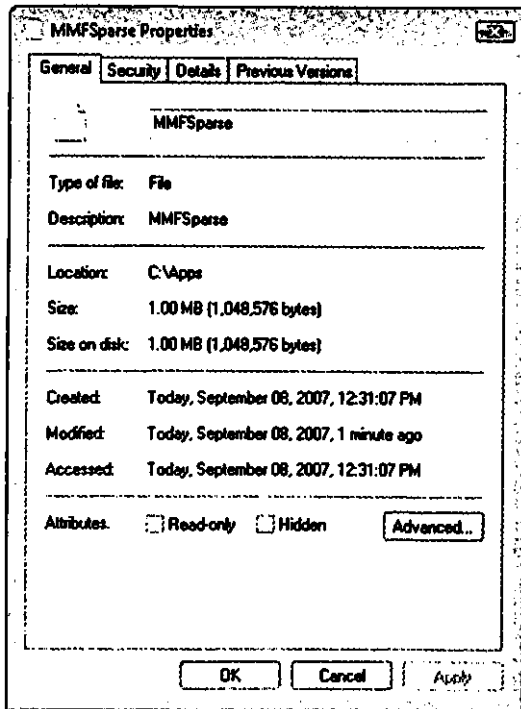 MMFSparse Properties
General Security Details Previous Versions
MMFSparse
Type of file: File
Description: MMFSparse
Location: C:\Apps
Size: 1.00 MB (1,048,576 bytes)
Size on disk: 1.00 MB (1,048,576 bytes)
Created: Today, September 08, 2007, 12:31:07 PM
Modified: Today, September 08, 2007, 1 minute ago
Accessed: Today, September 08, 2007, 12:31:07 PM
Attributes. Read-only Hidden Advanced...
OK Cancel Apply